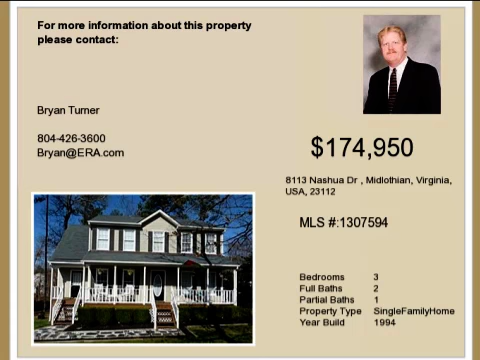 For more information about this property
please contact:
Bryan Turner
804-426-3600
Bryan@ERA.com
$174,950
8113 Nashua Dr , Midlothian, Virginia,
USA, 23112
MLS #:1307594
Bedrooms 3
Full Baths 2
Partial Baths 1
Property Type SingleFamilyHome
Year Build 1994